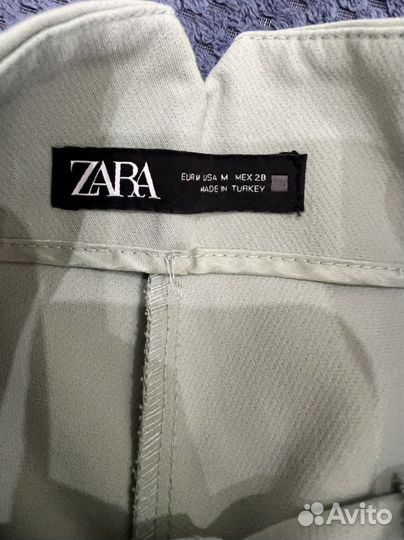 ZARA
EUR M USA M MEX 28
MADE IN TURKEY
Avito